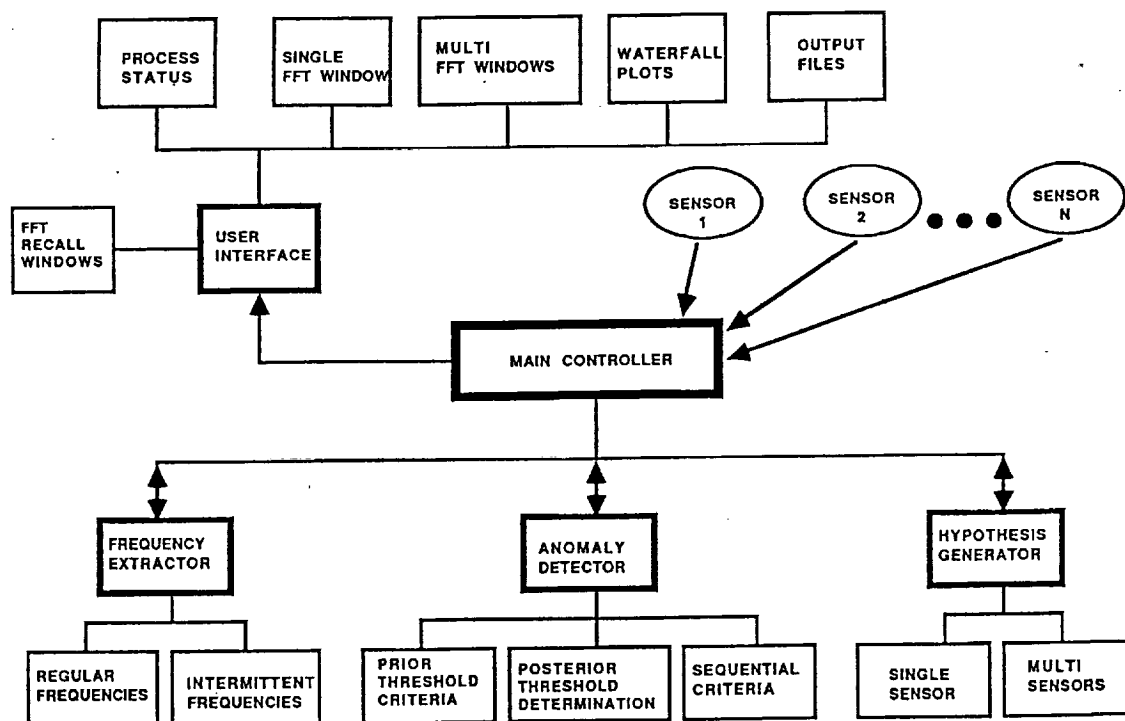 PROCESS
STATUS
SINGLE
FFT WINDOW
MULTI
FFT WINDOWS
WATERFALL
PLOTS
OUTPUT
FILES
SENSOR
1
SENSOR
2
SENSOR
N
FFT
RECALL
WINDOWS
USER
INTERFACE
MAIN CONTROLLER
FREQUENCY
EXTRACTOR
ANOMALY
DETECTOR
HYPOTHESIS
GENERATOR
REGULAR
FREQUENCIES
INTERMITTENT
FREQUENCIES
PRIOR
THRESHOLD
CRITERIA
POSTERIOR
THRESHOLD
DETERMINATION
SEQUENTIAL
CRITERIA
SINGLE
SENSOR
MULTI
SENSORS